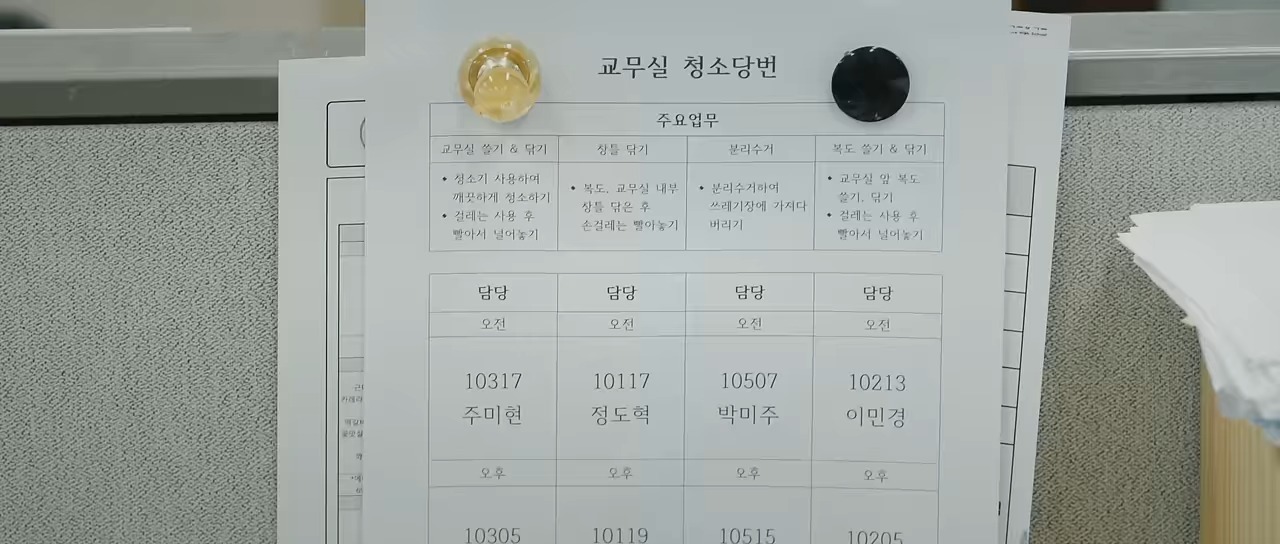 교무실 청소당번
주요업무
교무실 쓸기 & 닦기 창틀 닦기 분리수거 복도 쓸기 & 닦기
• 청소기 사용하여
깨끗하게 청소하기
• 걸레는 사용 후
빨아서 널어놓기
• 복도, 교무실 내부
창틀 닦은 후
손걸레는 빨아놓기
• 분리수거하여
쓰레기장에 가져다
버리기
• 교무실 앞 복도
쓸기, 닦기
• 걸레는 사용 후
빨아서 널어놓기
담당 담당 담당 담당
오전 오전 오전 오전
10317 10117 10507 10213
주미현 정도혁 박미주 이민경
오후 오후 오후 오후
10305 10119 10515 10205